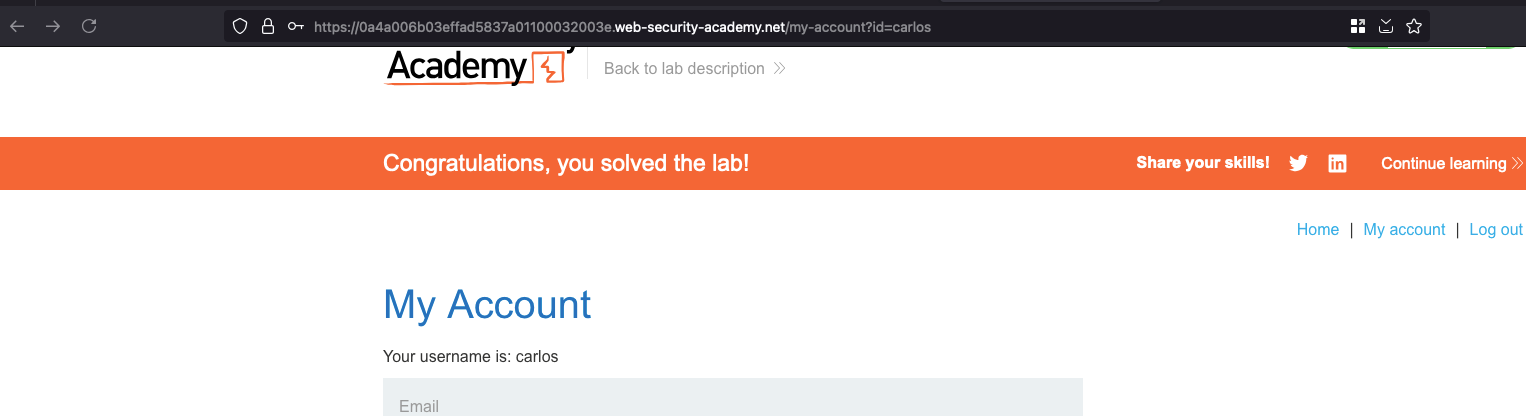 https://0a4a006b03effad5837a01100032003e.web-security-academy.net/my-account?id=carlos
Academy
Back to lab description
Congratulations, you solved the lab!
Share your skills!
Continue learning
Home | My account | Log out
My Account
Your username is: carlos
Email